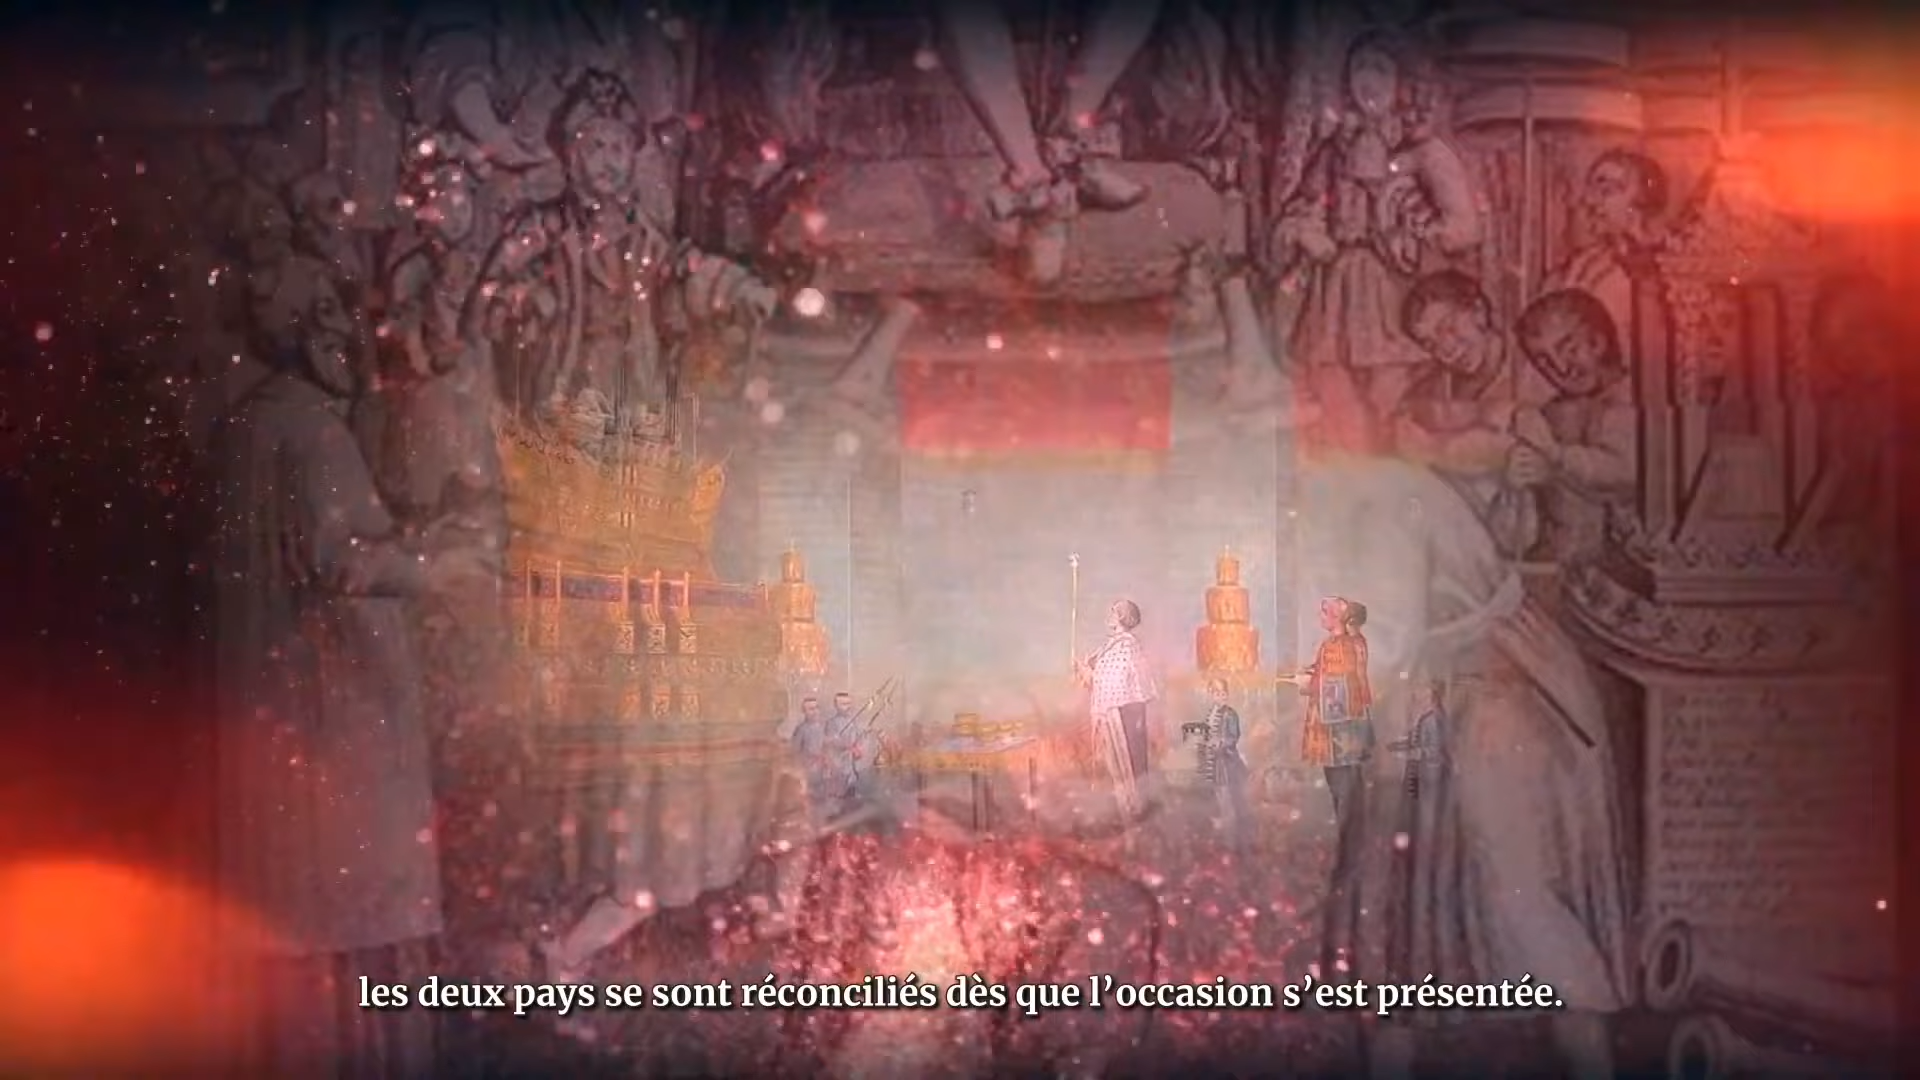 les deux pays se sont réconciliés dès que l’occasion s’est présentée.